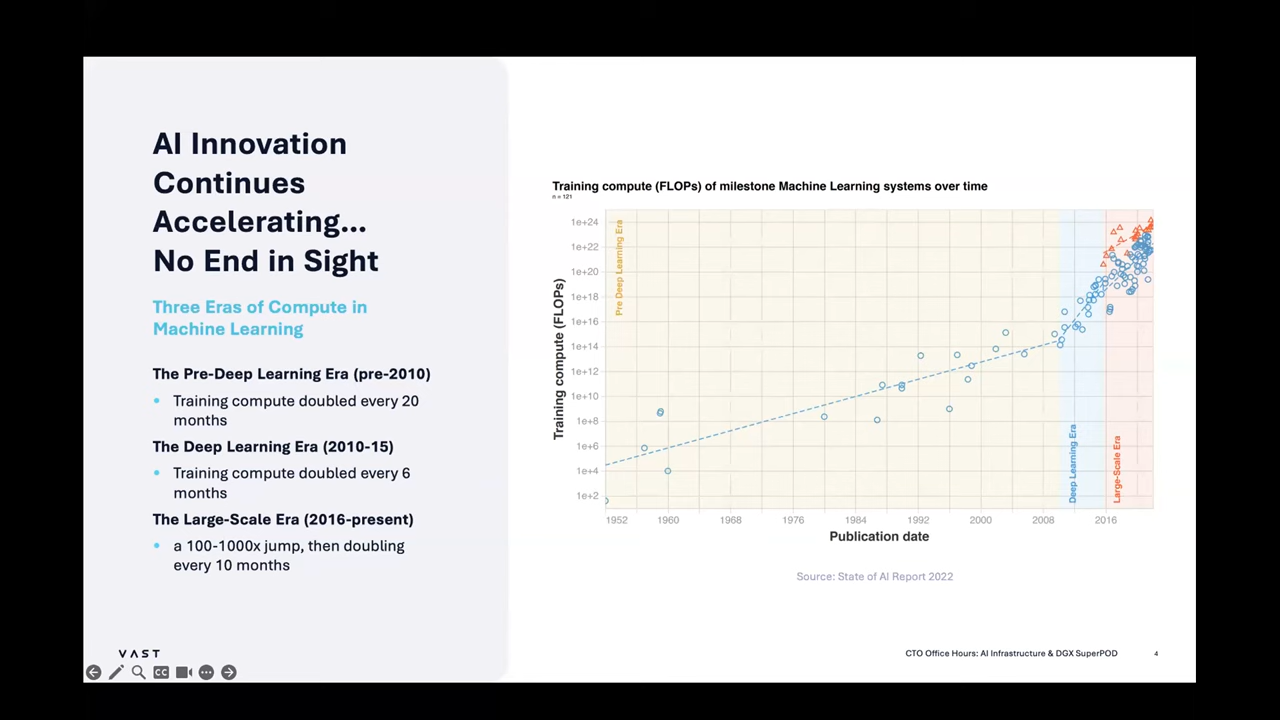 AI Innovation
Continues
Accelerating...
No End in Sight
Three Eras of Compute in
Machine Learning
The Pre-Deep Learning Era (pre-2010)
• Training compute doubled every 20
months
The Deep Learning Era (2010-15)
• Training compute doubled every 6
months
The Large-Scale Era (2016-present)
• a 100-1000x jump, then doubling
every 10 months
VAST
CC
Training compute (FLOPs) of milestone Machine Learning systems over time
n = 121
Training compute (FLOPs)
1e+24
1e+22
1e+20
1e+18
1e+16
1e+14
1e+12
1e+10
1e+8
1e+6
1e+4
1e+2
Pre Deep Learning Era
Deep Learning Era
Large-Scale Era
1952 1960 1968 1976 1984 1992 2000 2008 2016
Publication date
Source: State of AI Report 2022
CTO Office Hours: AI Infrastructure & DGX SuperPOD 4